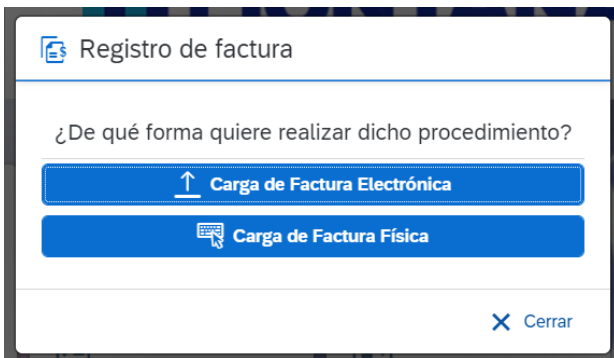 Registro de factura
¿De qué forma quiere realizar dicho procedimiento?
Carga de Factura Electrónica
Carga de Factura Física
Cerrar